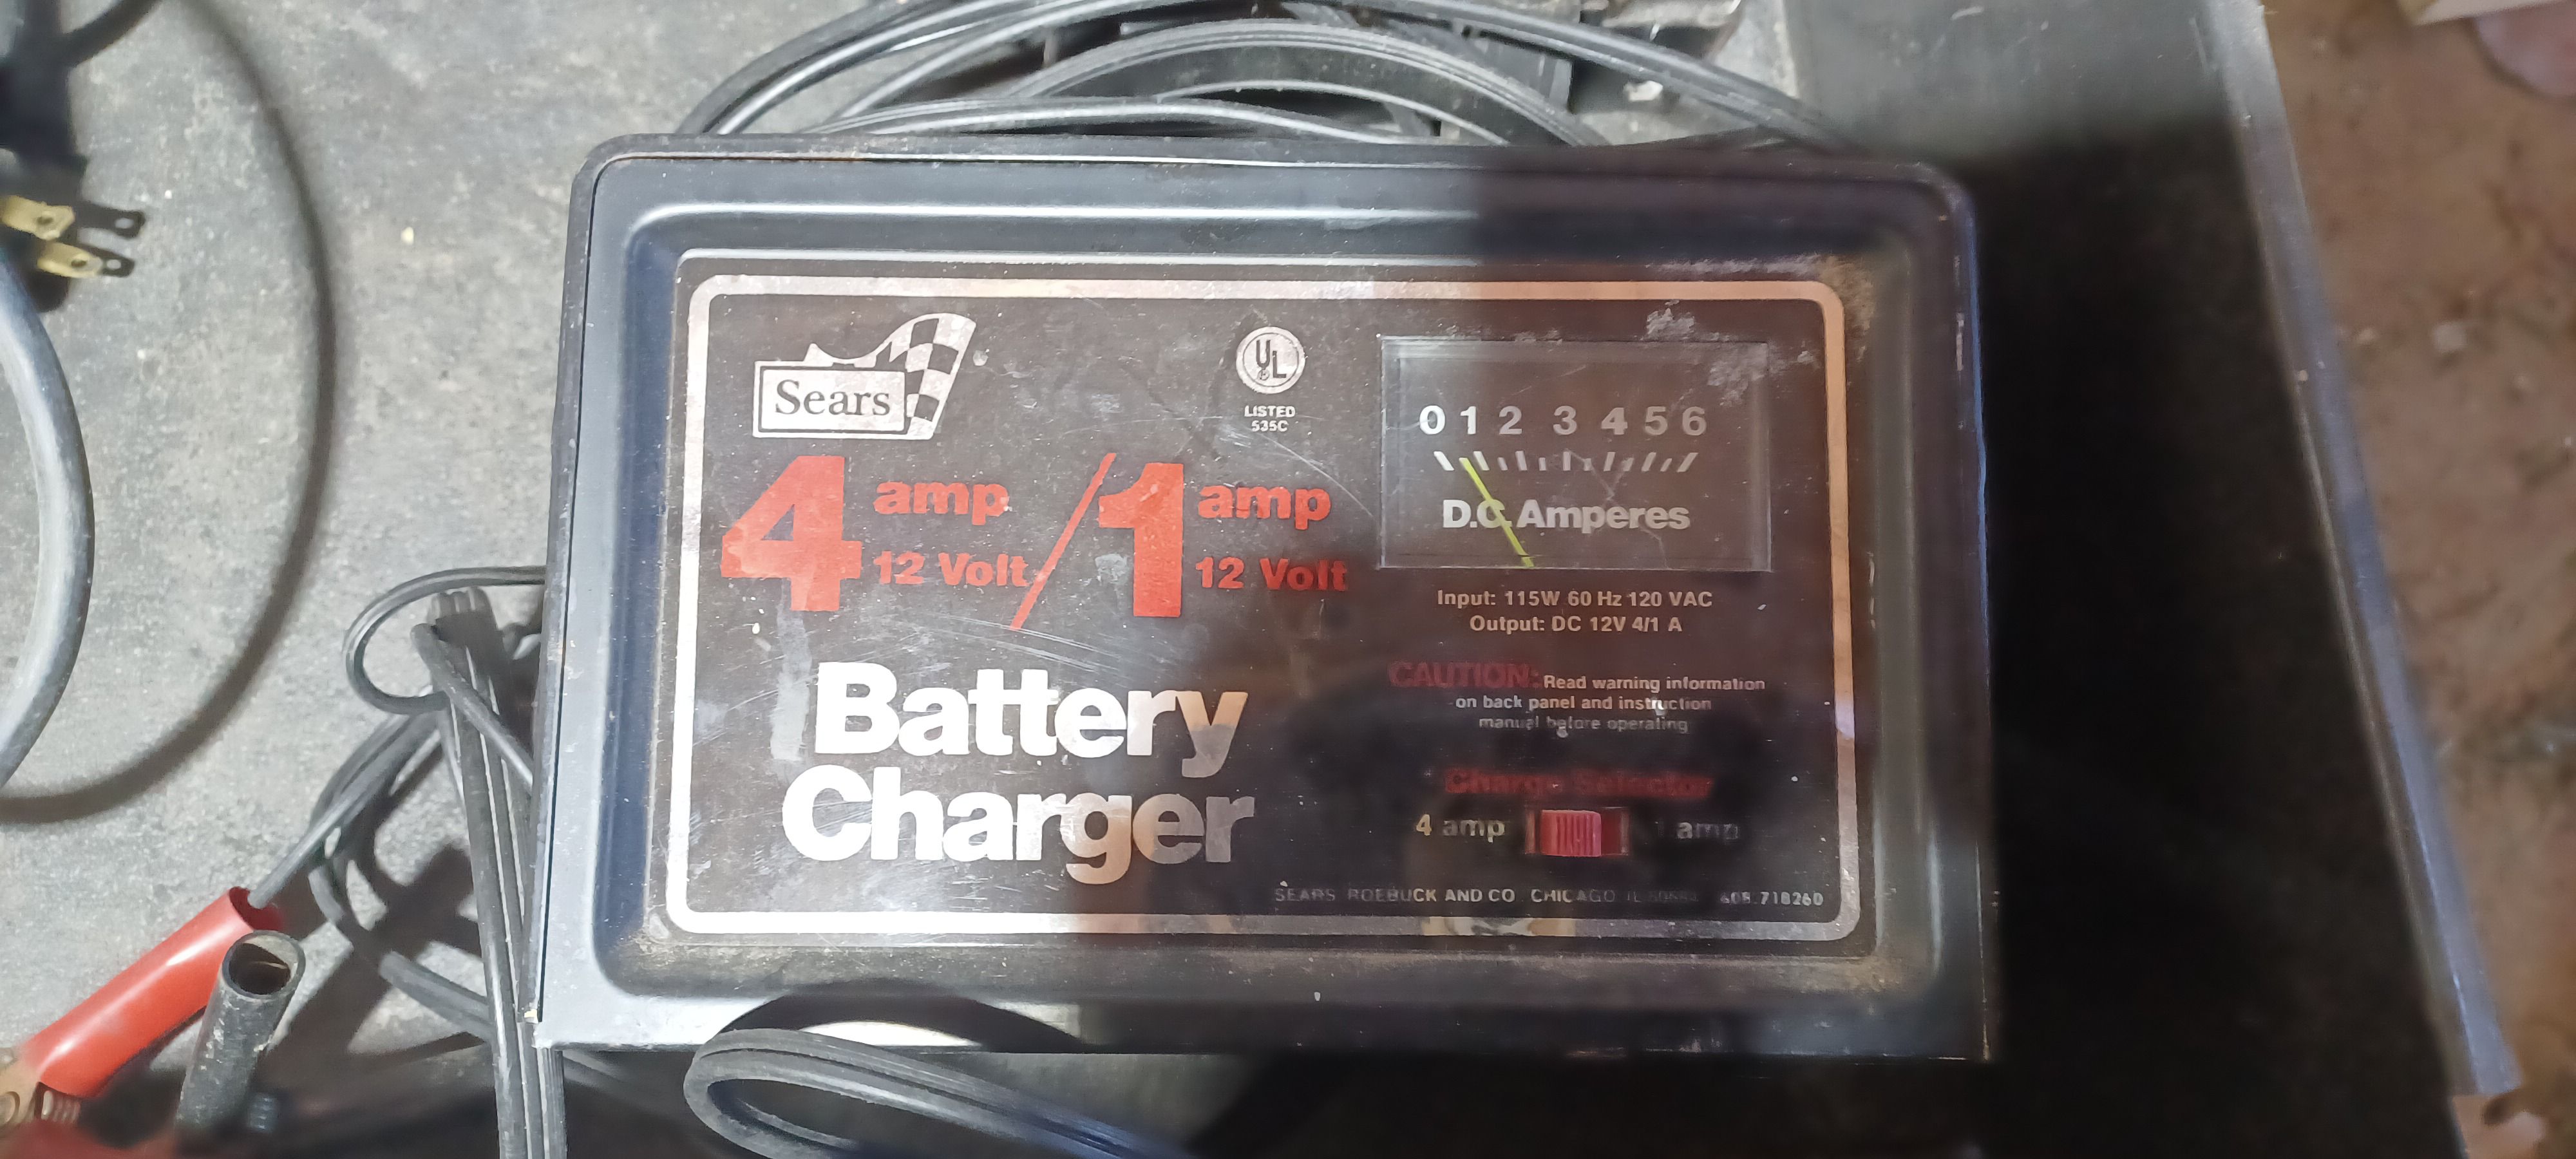 Sears
UL
LISTED
535C
0 1 2 3 4 5 6
D.C. Amperes
4 amp 12 Volt / 1 amp 12 Volt
Input: 115W 60 Hz 120 VAC
Output: DC 12V 4/1 A
CAUTION: Read warning information
on back panel and instruction
manual before operating
Battery
Charger
Charge Selector
4 amp 1 amp
SEARS ROEBUCK AND CO. CHICAGO IL